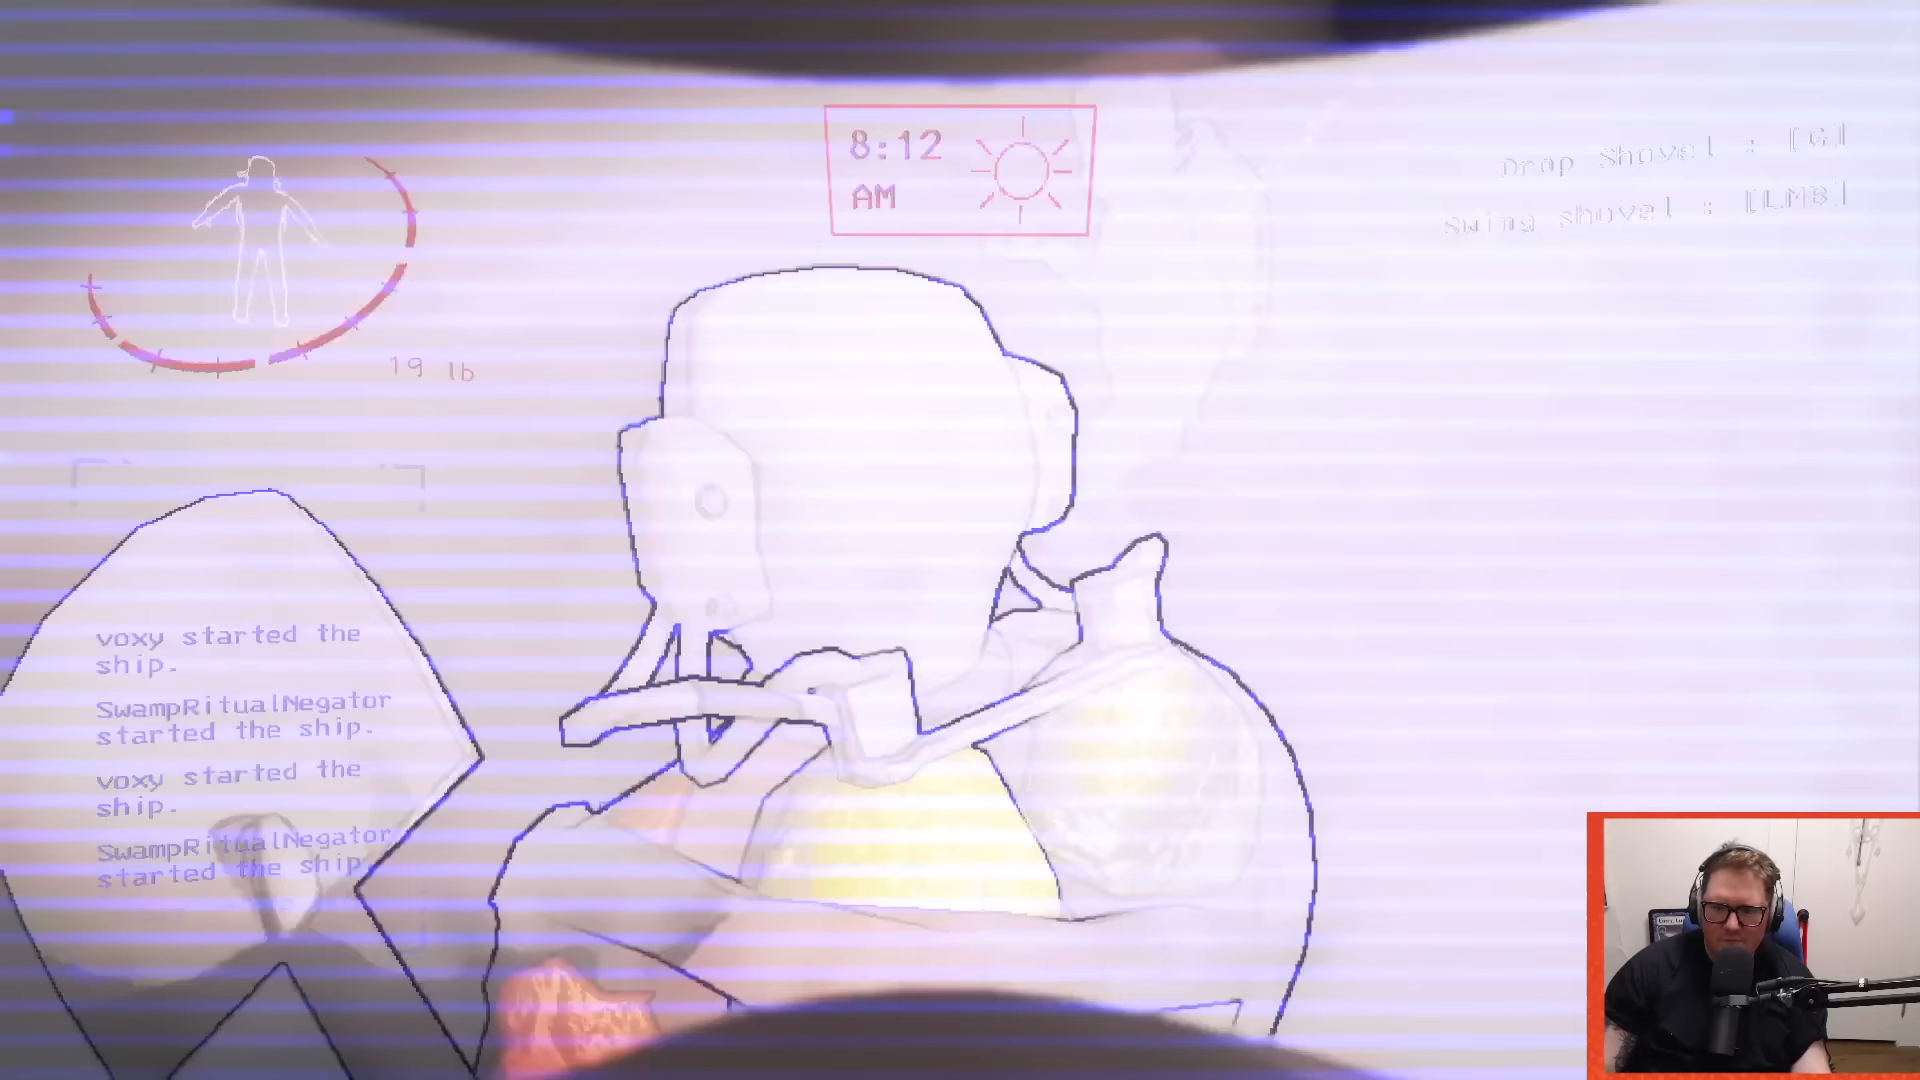 8:12
AM
Drop Shovel : [G]
Swing shovel : [LMB]
19 lb
voxy started the
ship.
SwampRitualNegator
started the ship.
voxy started the
ship.
SwampRitualNegator
started the ship.